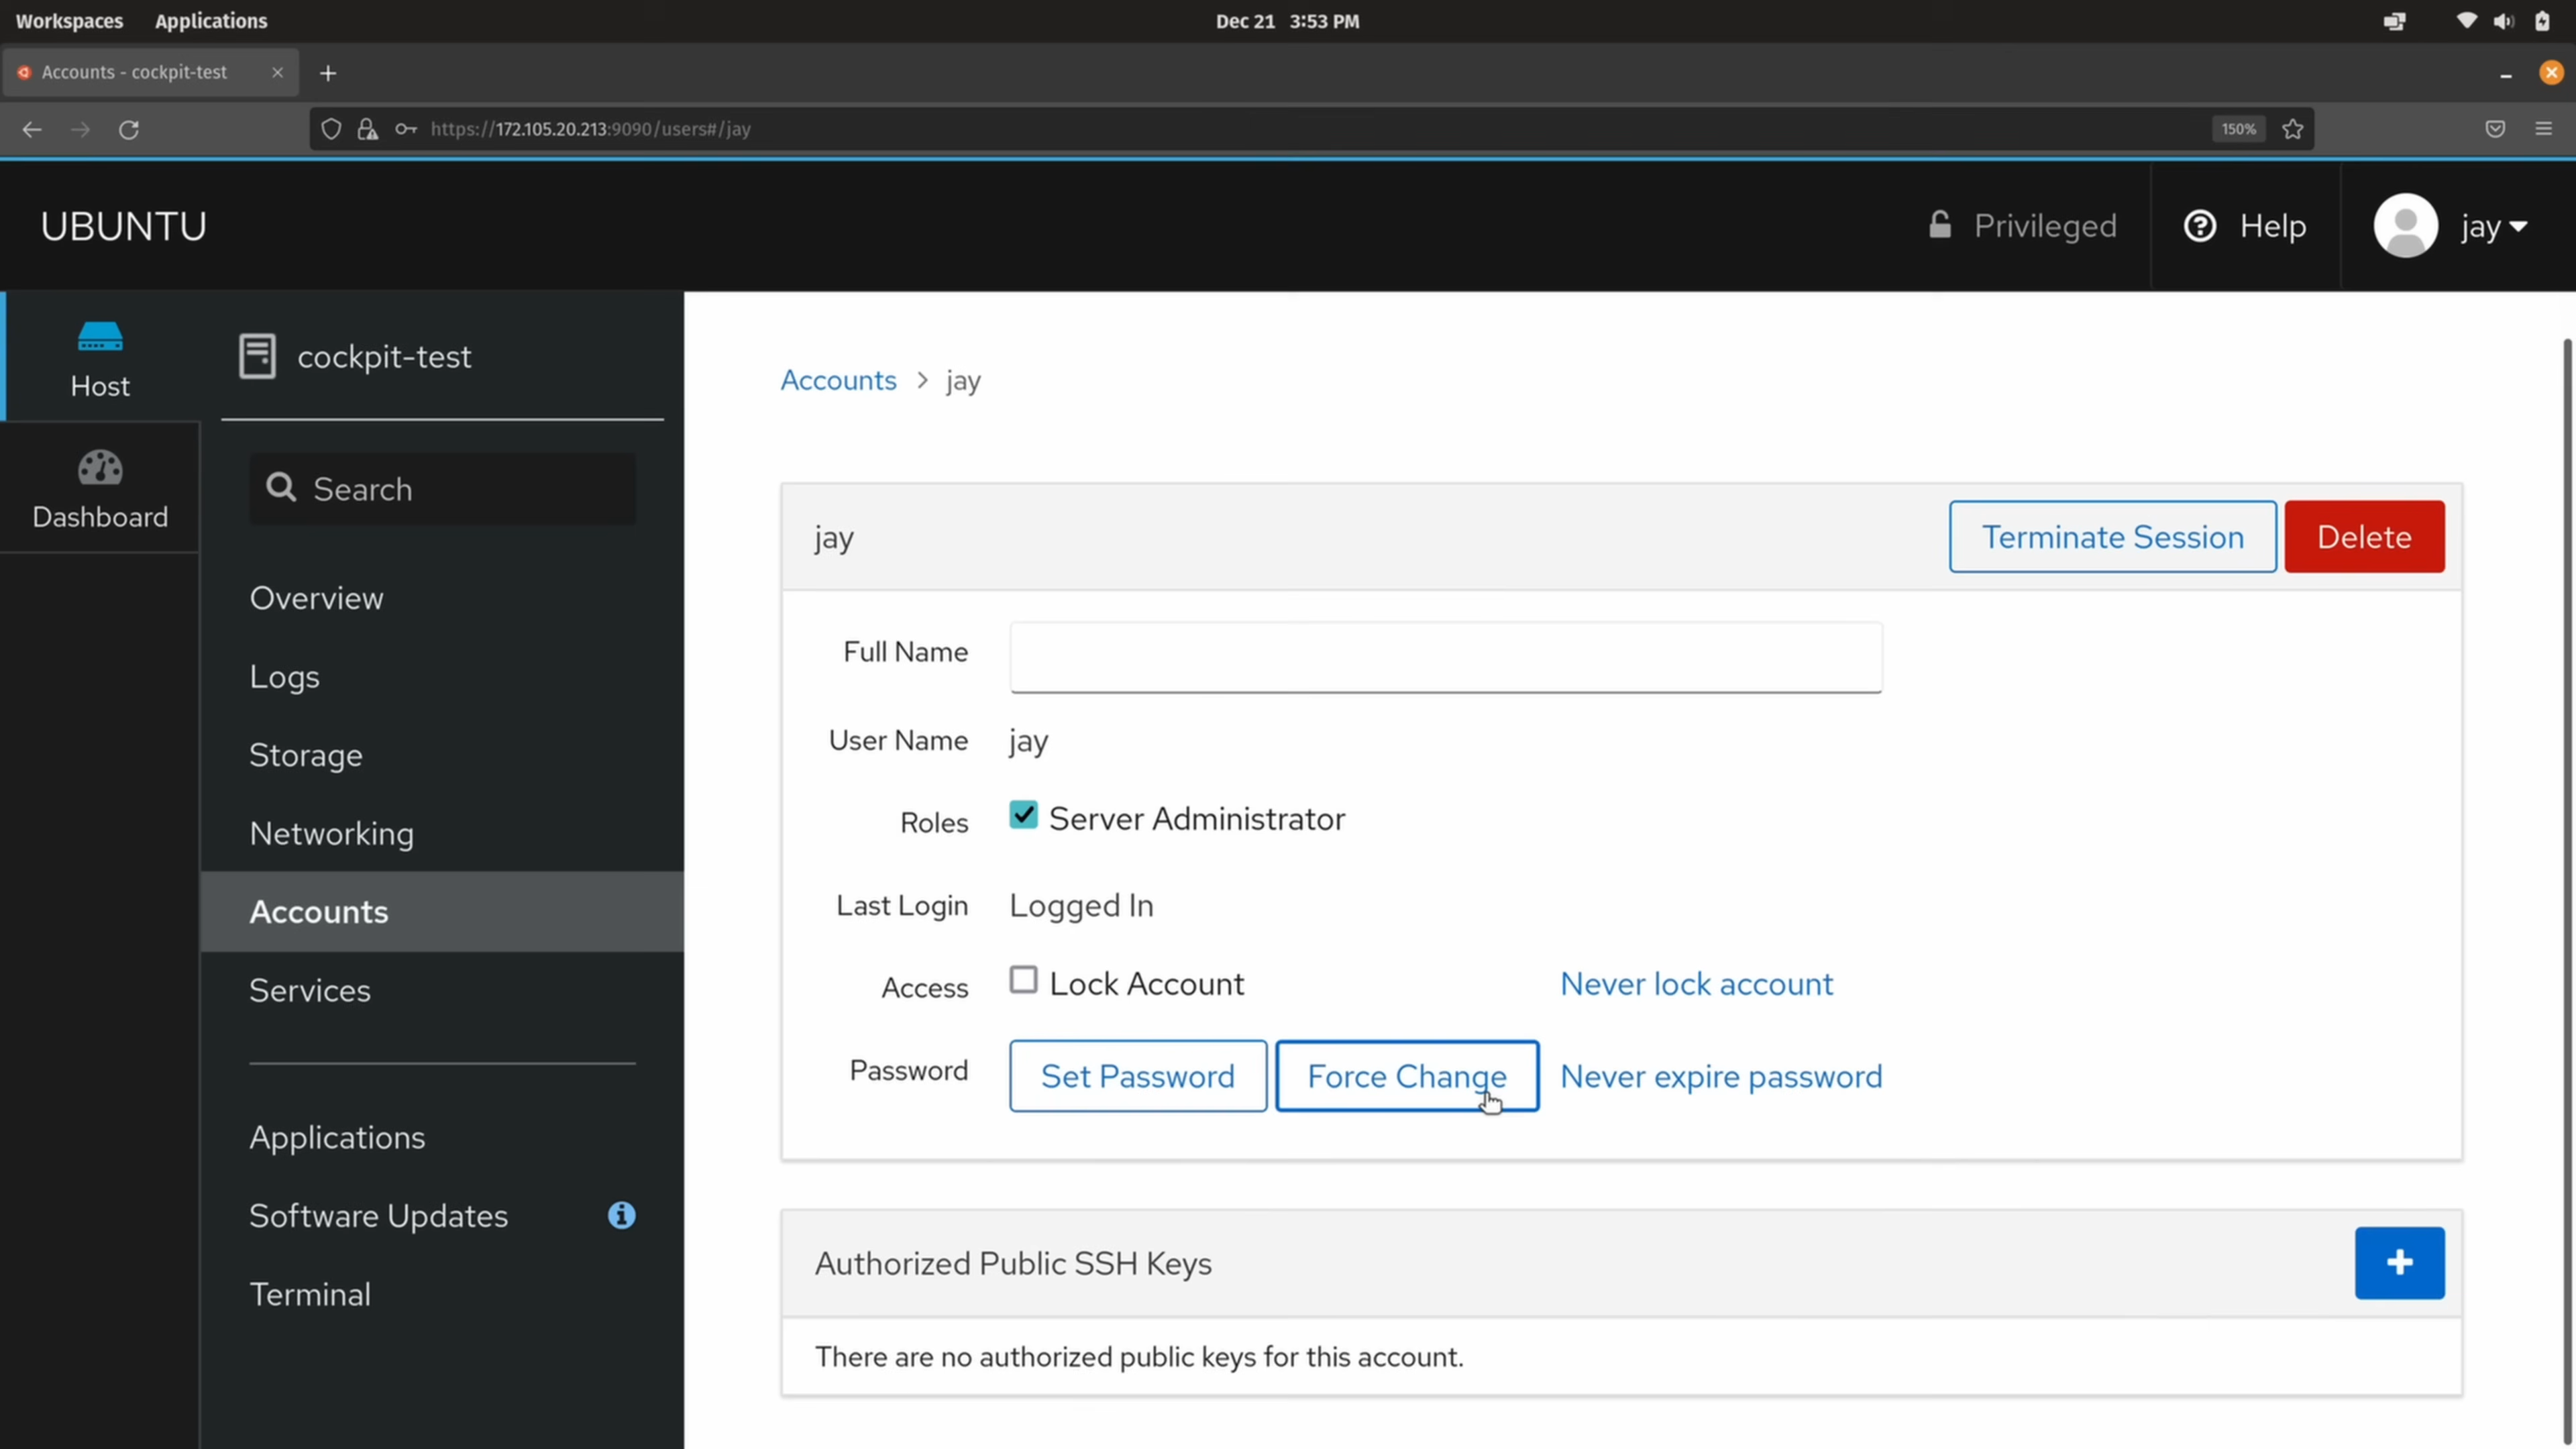 Workspaces Applications Dec 21 3:53 PM
Accounts - cockpit-test
https://172.105.20.213:9090/users#/jay 150%
UBUNTU Privileged Help jay
Host
Dashboard
cockpit-test
Search
Overview
Logs
Storage
Networking
Accounts
Services
Applications
Software Updates
Terminal
Accounts > jay
jay Terminate Session Delete
Full Name
User Name jay
Roles Server Administrator
Last Login Logged In
Access Lock Account Never lock account
Password Set Password Force Change Never expire password
Authorized Public SSH Keys
There are no authorized public keys for this account.